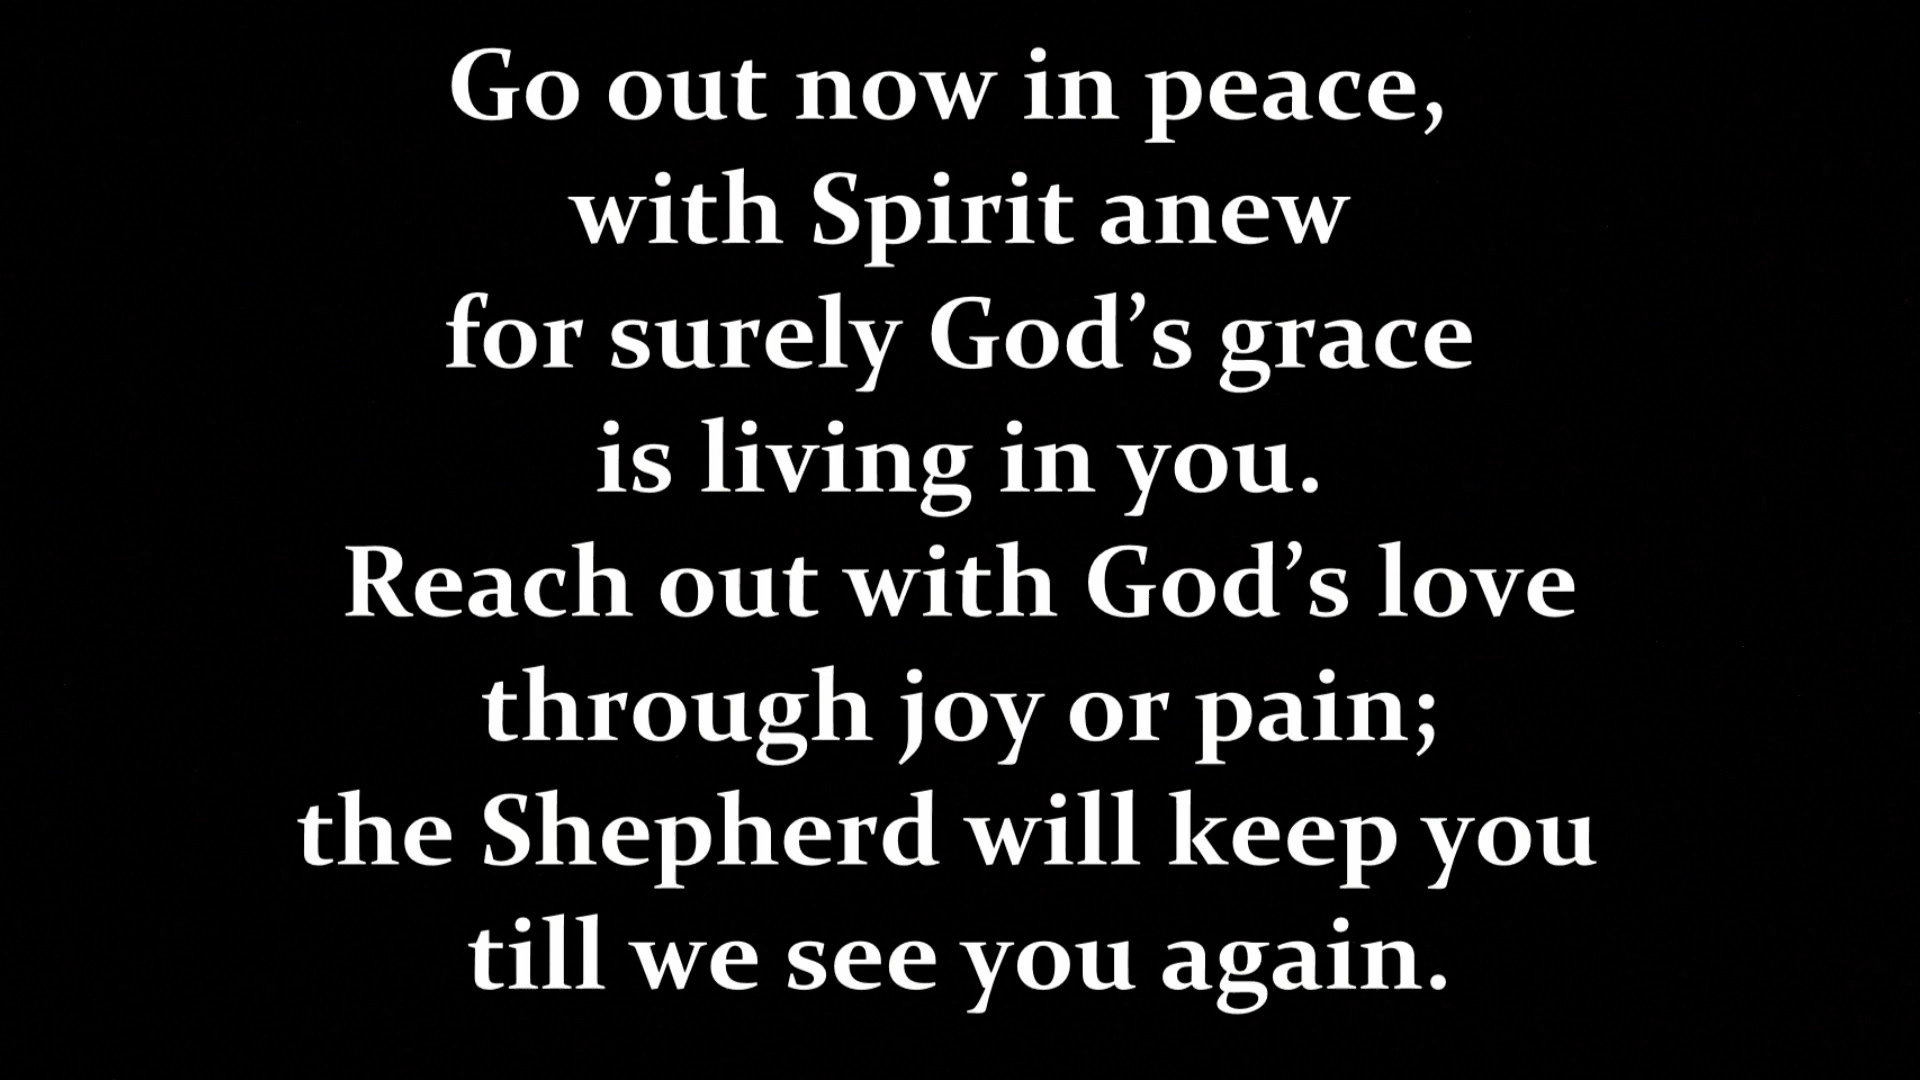 Go out now in peace,
with Spirit anew
for surely God’s grace
is living in you.
Reach out with God’s love
through joy or pain;
the Shepherd will keep you
till we see you again.